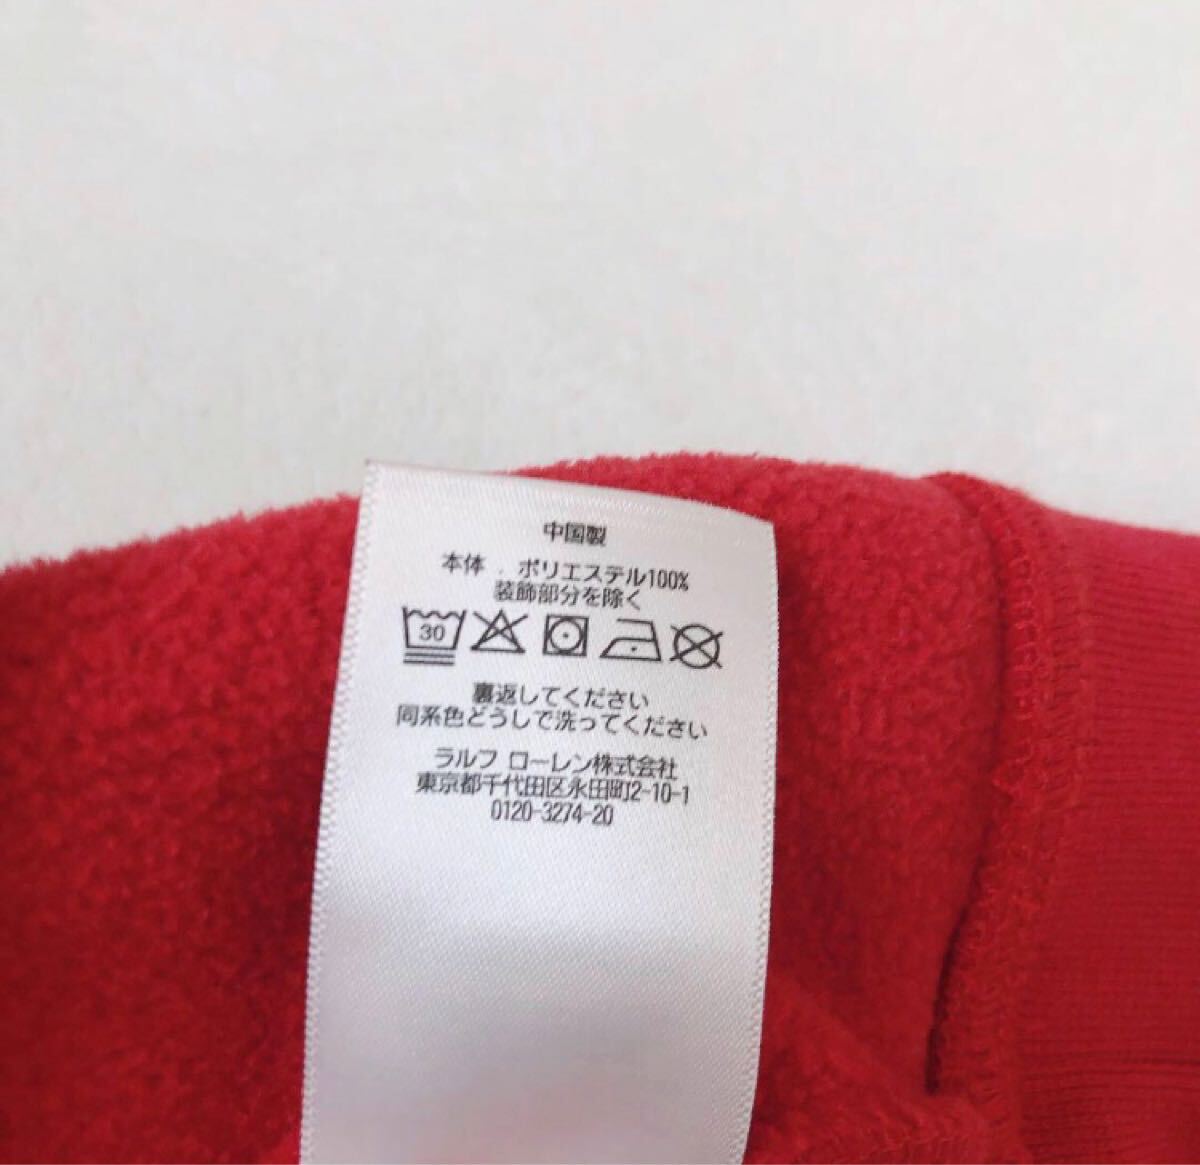 中国製
本体 . ポリエステル100%
装飾部分を除く
30
裏返してください
同系色どうしで洗ってください
ラルフ ローレン株式会社
東京都千代田区永田町2-10-1
0120-3274-20